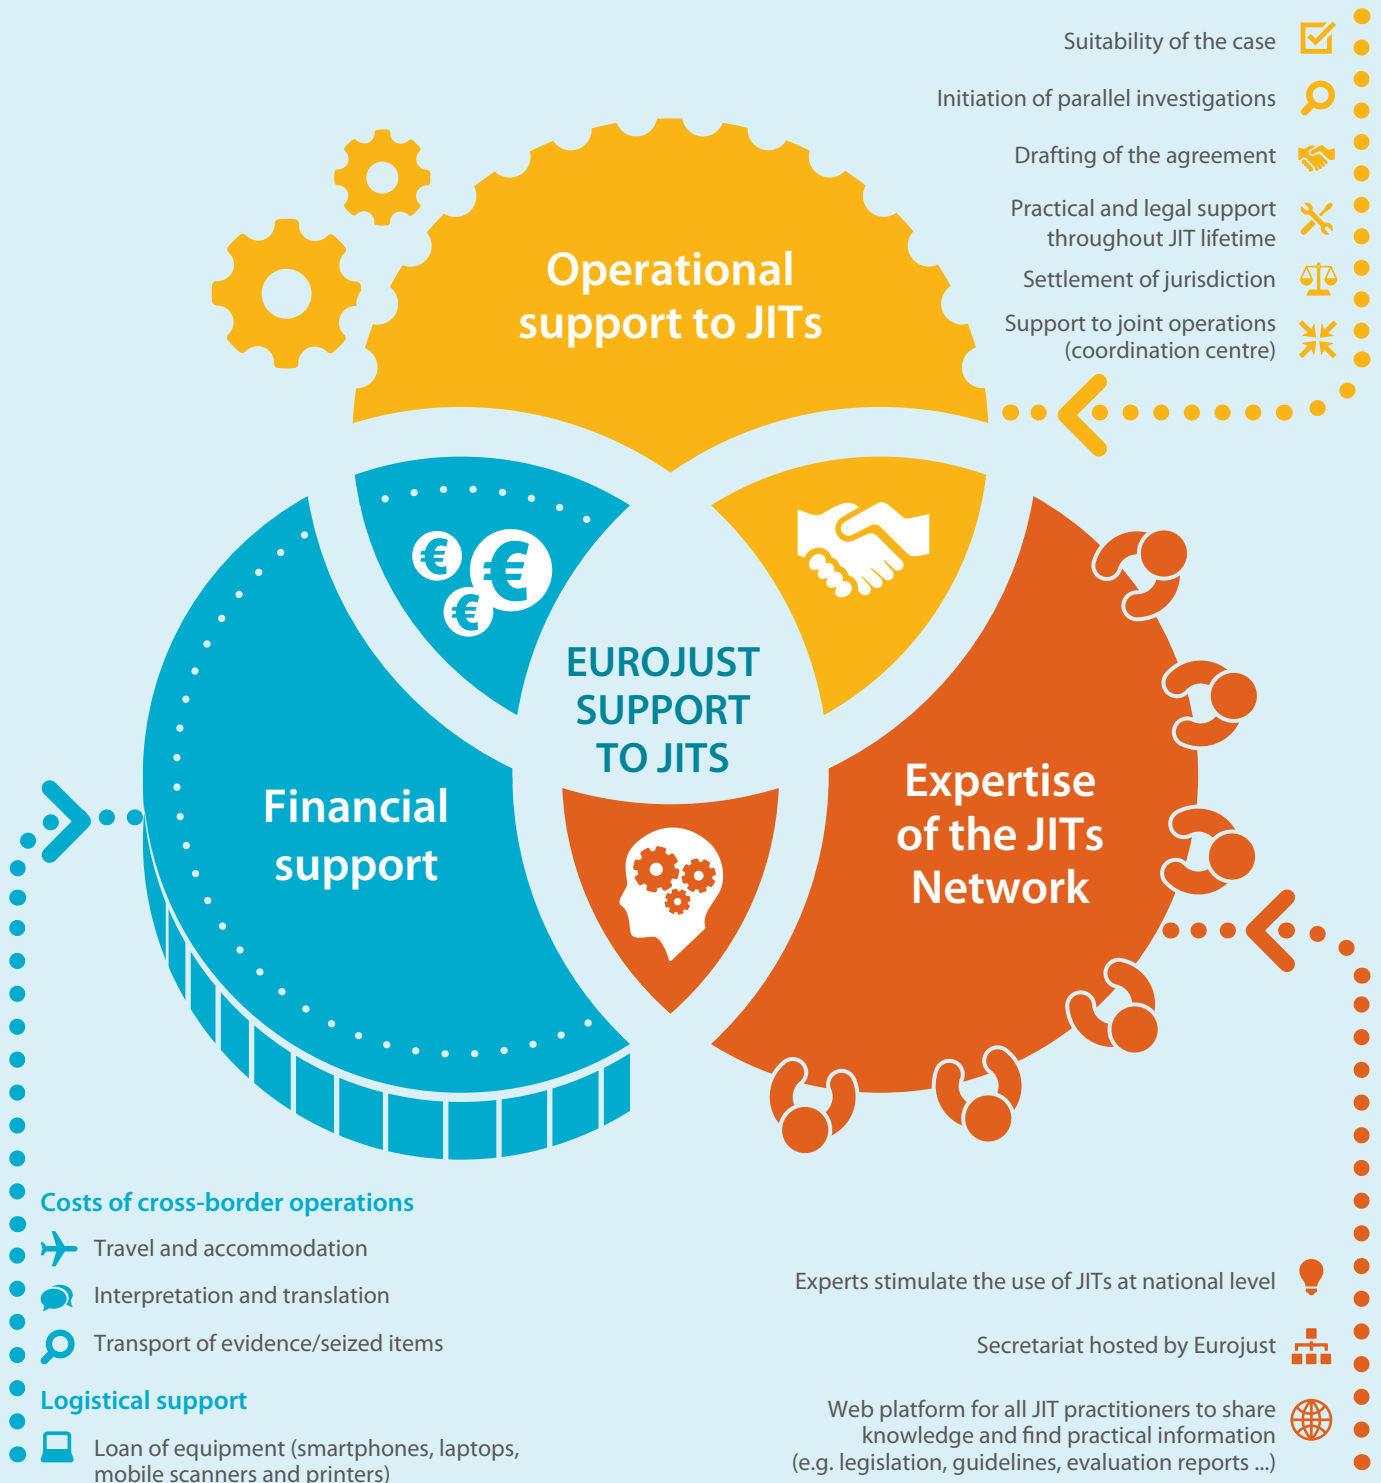 Suitability of the case
Initiation of parallel investigations
Drafting of the agreement
Practical and legal support
throughout JIT lifetime
Settlement of jurisdiction
Support to joint operations
(coordination centre)
Operational
support to JITs
€
€
€
EUROJUST
SUPPORT
TO JITS
Financial
support
Expertise
of the JITs
Network
Costs of cross-border operations
Travel and accommodation
Interpretation and translation
Transport of evidence/seized items
Logistical support
Loan of equipment (smartphones, laptops,
mobile scanners and printers)
Experts stimulate the use of JITs at national level
Secretariat hosted by Eurojust
Web platform for all JIT practitioners to share
knowledge and find practical information
(e.g. legislation, guidelines, evaluation reports ...)